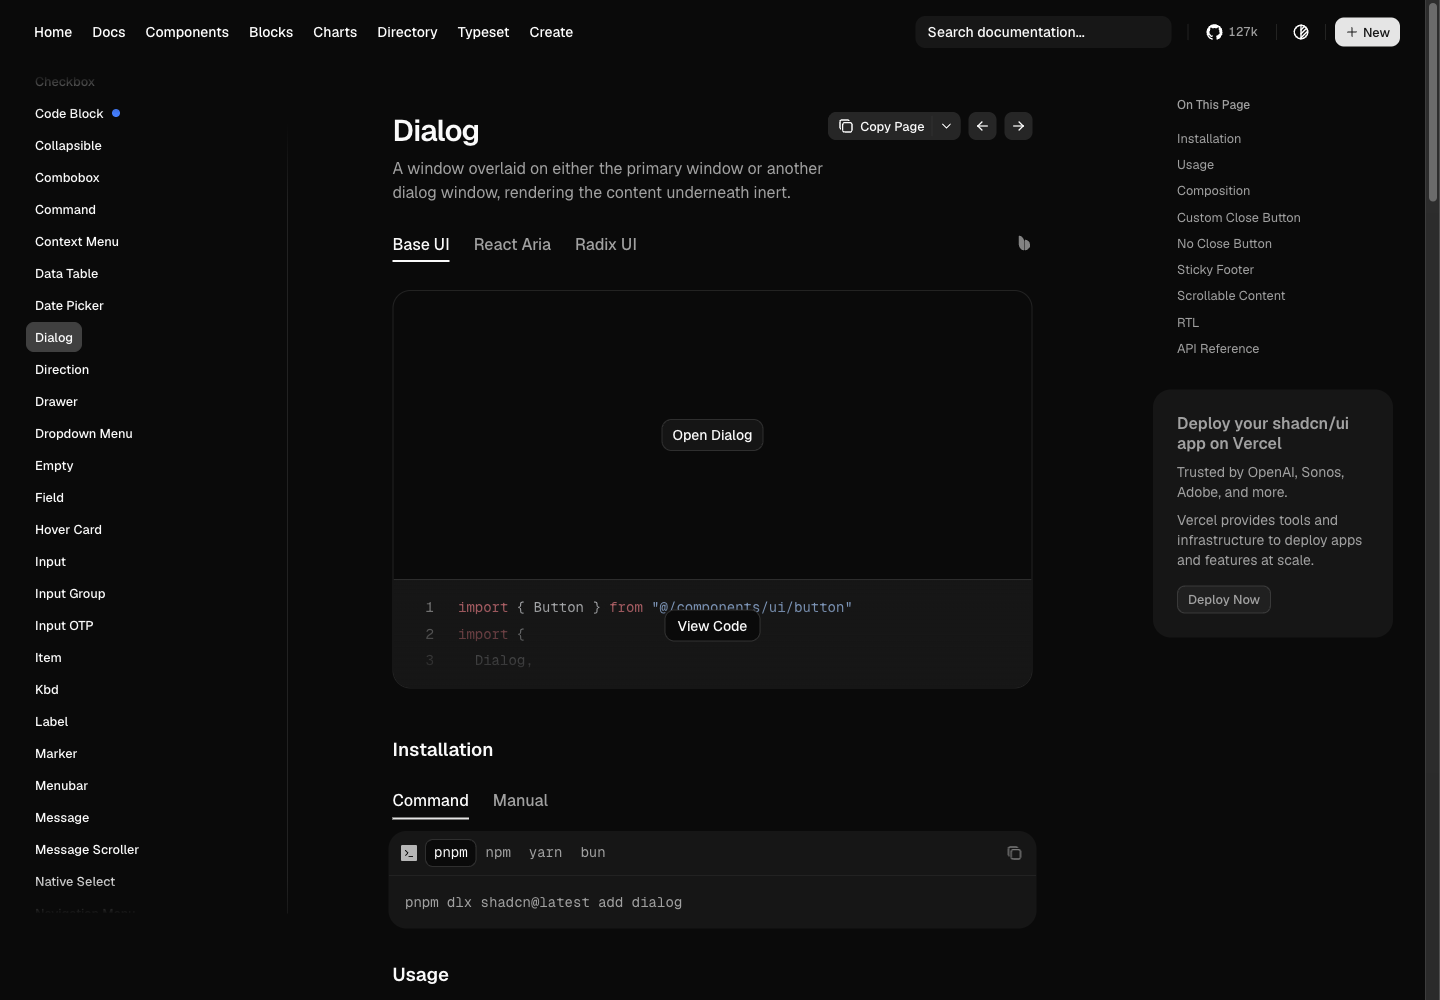 Home Docs Components Blocks Charts Directory Typeset Create
Search documentation...
127k
New
Checkbox
Code Block
Collapsible
Combobox
Command
Context Menu
Data Table
Date Picker
Dialog
Direction
Drawer
Dropdown Menu
Empty
Field
Hover Card
Input
Input Group
Input OTP
Item
Kbd
Label
Marker
Menubar
Message
Message Scroller
Native Select
Navigation Menu
Dialog
Copy Page
A window overlaid on either the primary window or another
dialog window, rendering the content underneath inert.
Base UI React Aria Radix UI
Open Dialog
1 import { Button } from "@/components/ui/button"
2 import {
3 Dialog,
View Code
Installation
Command Manual
pnpm npm yarn bun
pnpm dlx shadcn@latest add dialog
Usage
On This Page
Installation
Usage
Composition
Custom Close Button
No Close Button
Sticky Footer
Scrollable Content
RTL
API Reference
Deploy your shadcn/ui
app on Vercel
Trusted by OpenAI, Sonos,
Adobe, and more.
Vercel provides tools and
infrastructure to deploy apps
and features at scale.
Deploy Now